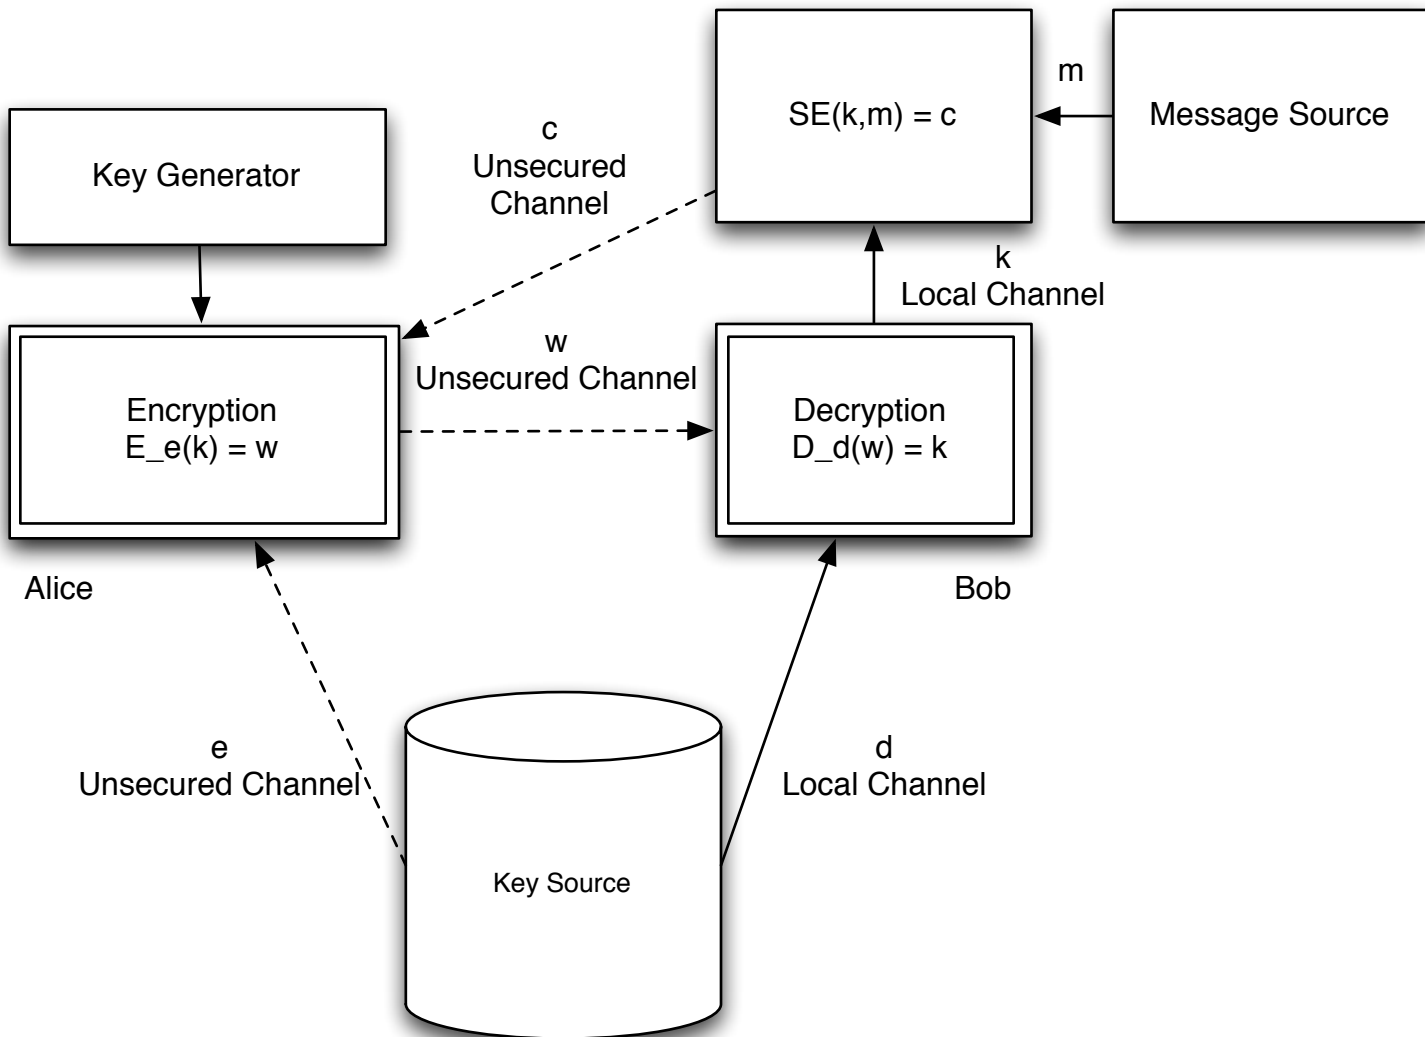 m
SE(k,m) = c
Message Source
c
Unsecured
Channel
Key Generator
k
Local Channel
w
Unsecured Channel
Encryption
E_e(k) = w
Decryption
D_d(w) = k
Alice
Bob
e
Unsecured Channel
d
Local Channel
Key Source